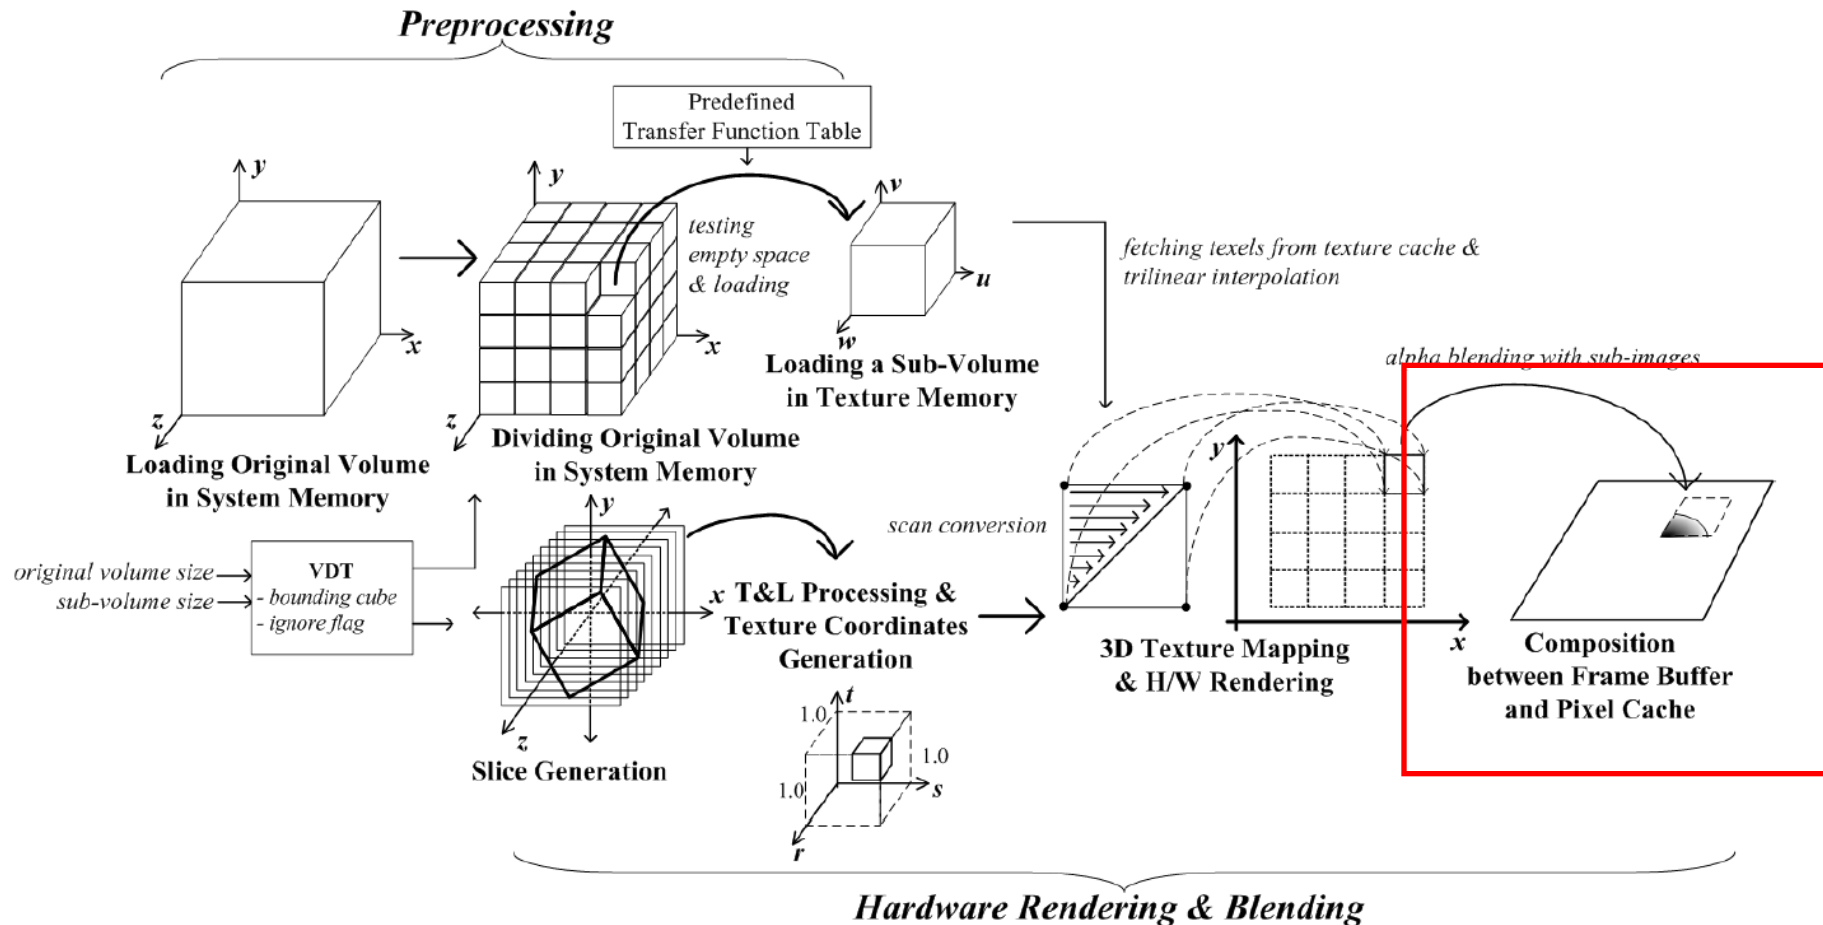 Preprocessing
Predefined
Transfer Function Table
y
x
z
Loading Original Volume
in System Memory
y
x
z
Dividing Original Volume
in System Memory
testing
empty space
& loading
v
u
w
Loading a Sub-Volume
in Texture Memory
fetching texels from texture cache &
trilinear interpolation
alpha blending with sub-images
original volume size
sub-volume size
VDT
- bounding cube
- ignore flag
y
x
z
Slice Generation
T&L Processing &
Texture Coordinates
Generation
1.0
t
1.0
s
1.0
r
scan conversion
y
x
3D Texture Mapping
& H/W Rendering
Composition
between Frame Buffer
and Pixel Cache
Hardware Rendering & Blending